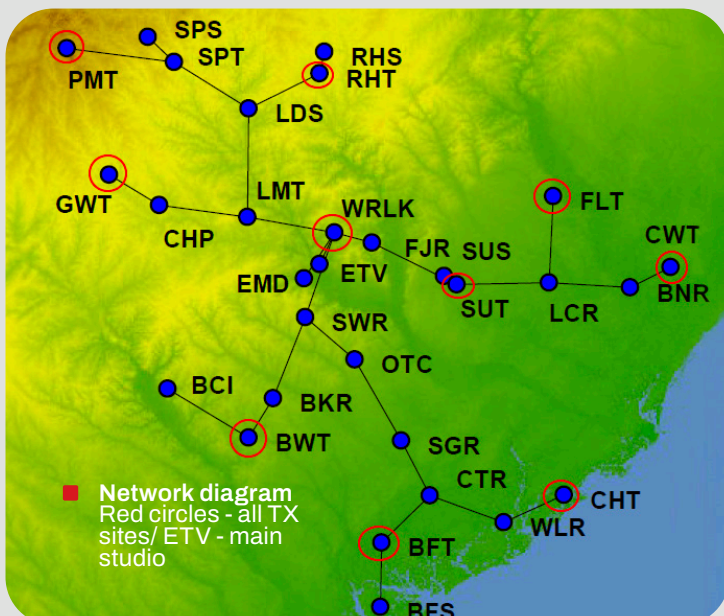 SPS
SPT
RHS
PMT
RHT
LDS
GWT
LMT
WRLK
FLT
CHP
CWT
FJR
SUS
EMD
ETV
BNR
SUT
LCR
SWR
OTC
BCI
BKR
BWT
SGR
CTR
CHT
WLR
BFT
BFS
Network diagram
Red circles - all TX
sites/ ETV - main
studio